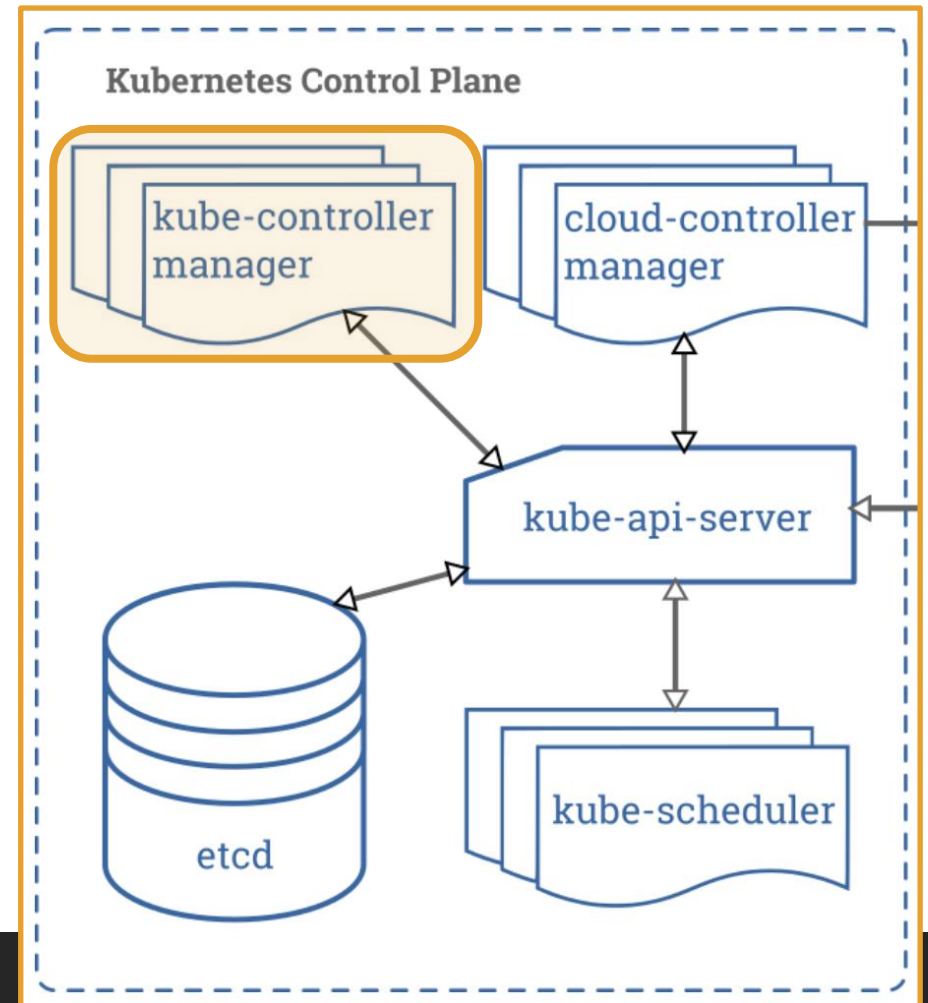 Kubernetes Control Plane
kube-controller
manager
cloud-controller
manager
kube-api-server
etcd
kube-scheduler